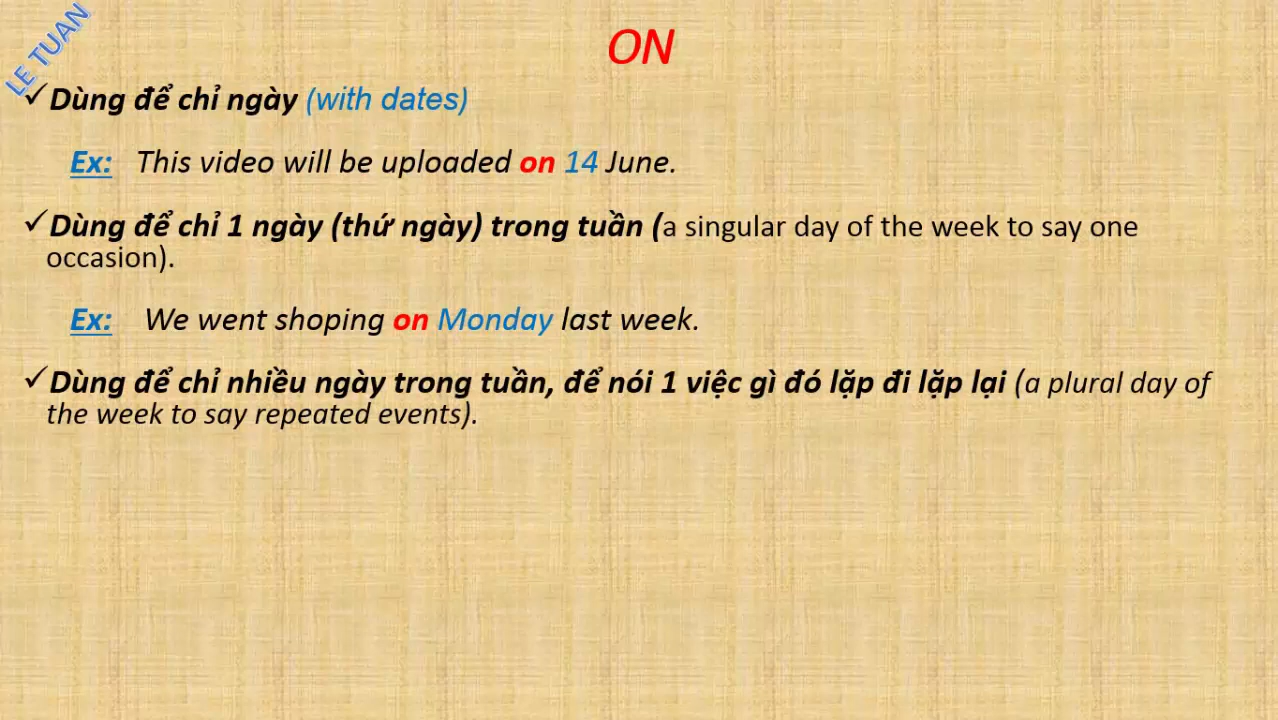 LE TUAN
ON
✓Dùng để chỉ ngày (with dates)
Ex: This video will be uploaded on 14 June.
✓Dùng để chỉ 1 ngày (thứ ngày) trong tuần (a singular day of the week to say one
occasion).
Ex: We went shoping on Monday last week.
✓Dùng để chỉ nhiều ngày trong tuần, để nói 1 việc gì đó lặp đi lặp lại (a plural day of
the week to say repeated events).